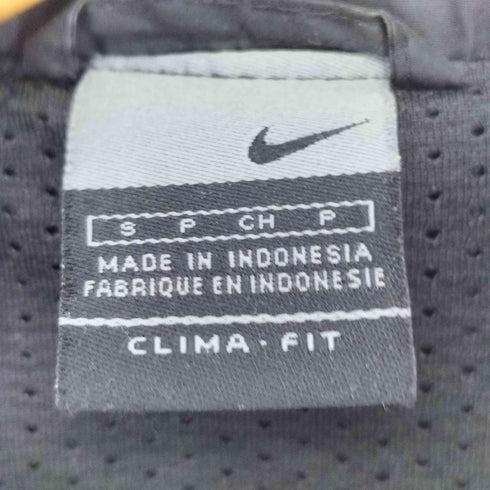 S P CH P
MADE IN INDONESIA
FABRIQUE EN INDONESIE
CLIMA · FIT